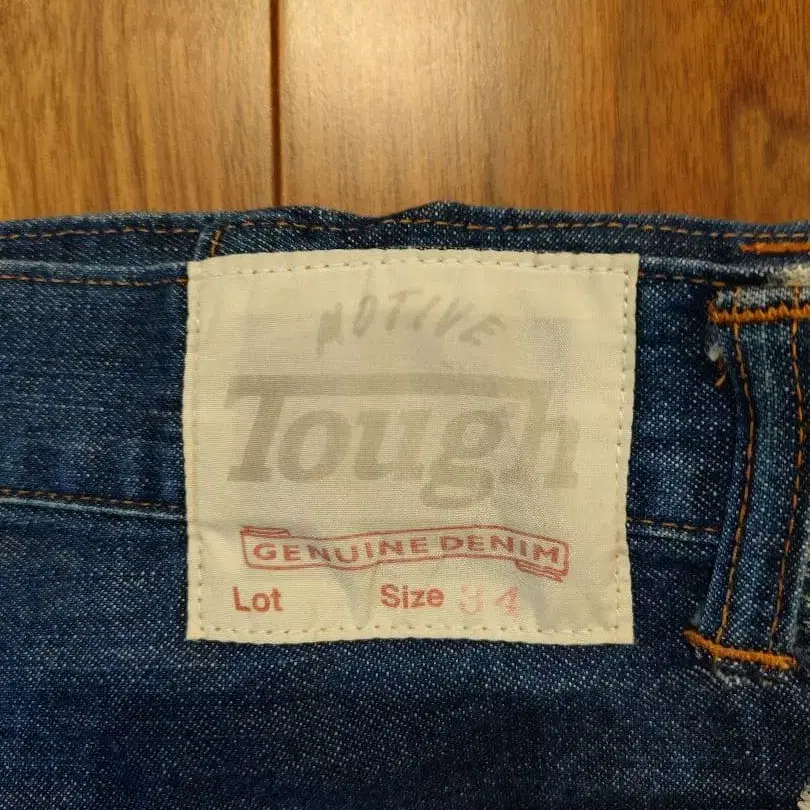 MOTIVE
Tough
GENUINE DENIM
Lot Size 34